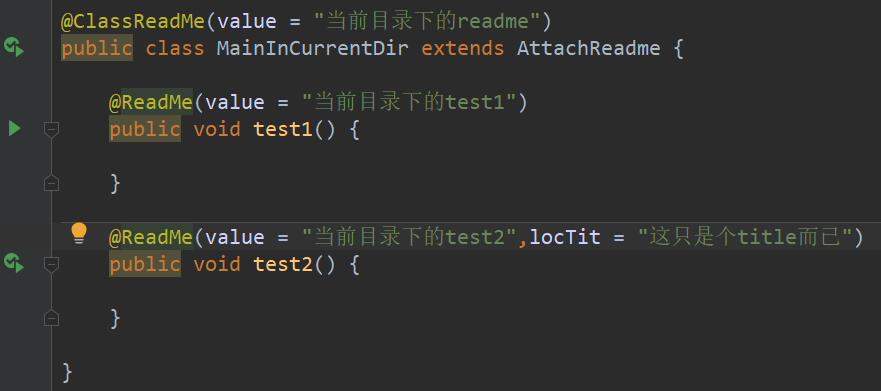 @ClassReadMe(value = "当前目录下的readme")
public class MainInCurrentDir extends AttachReadme {
@ReadMe(value = "当前目录下的test1")
public void test1() {
}
@ReadMe(value = "当前目录下的test2",locTit = "这只是个title而已")
public void test2() {
}
}